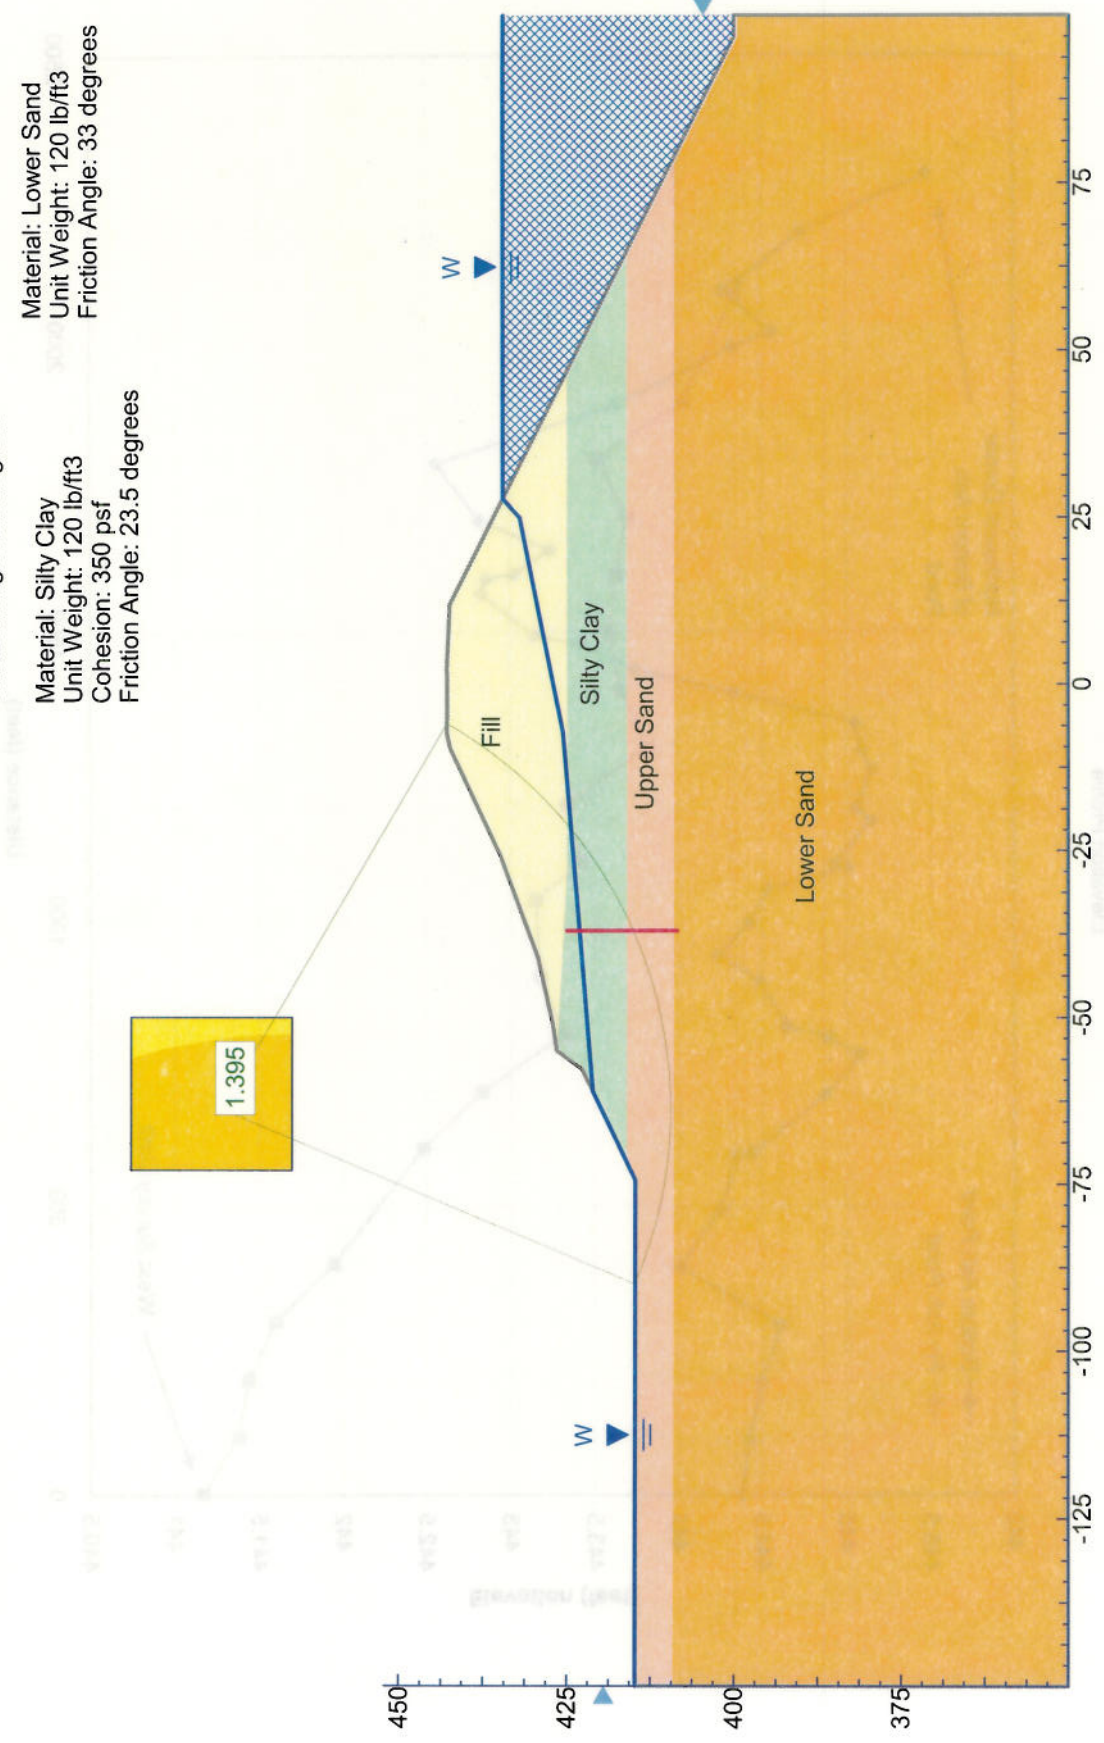 Material: Silty Clay
Unit Weight: 120 lb/ft3
Cohesion: 350 psf
Friction Angle: 23.5 degrees
Material: Lower Sand
Unit Weight: 120 lb/ft3
Friction Angle: 33 degrees
1.395
W
W
Fill
Silty Clay
Upper Sand
Lower Sand
450
425
400
375
-125
-100
-75
-50
-25
0
25
50
75